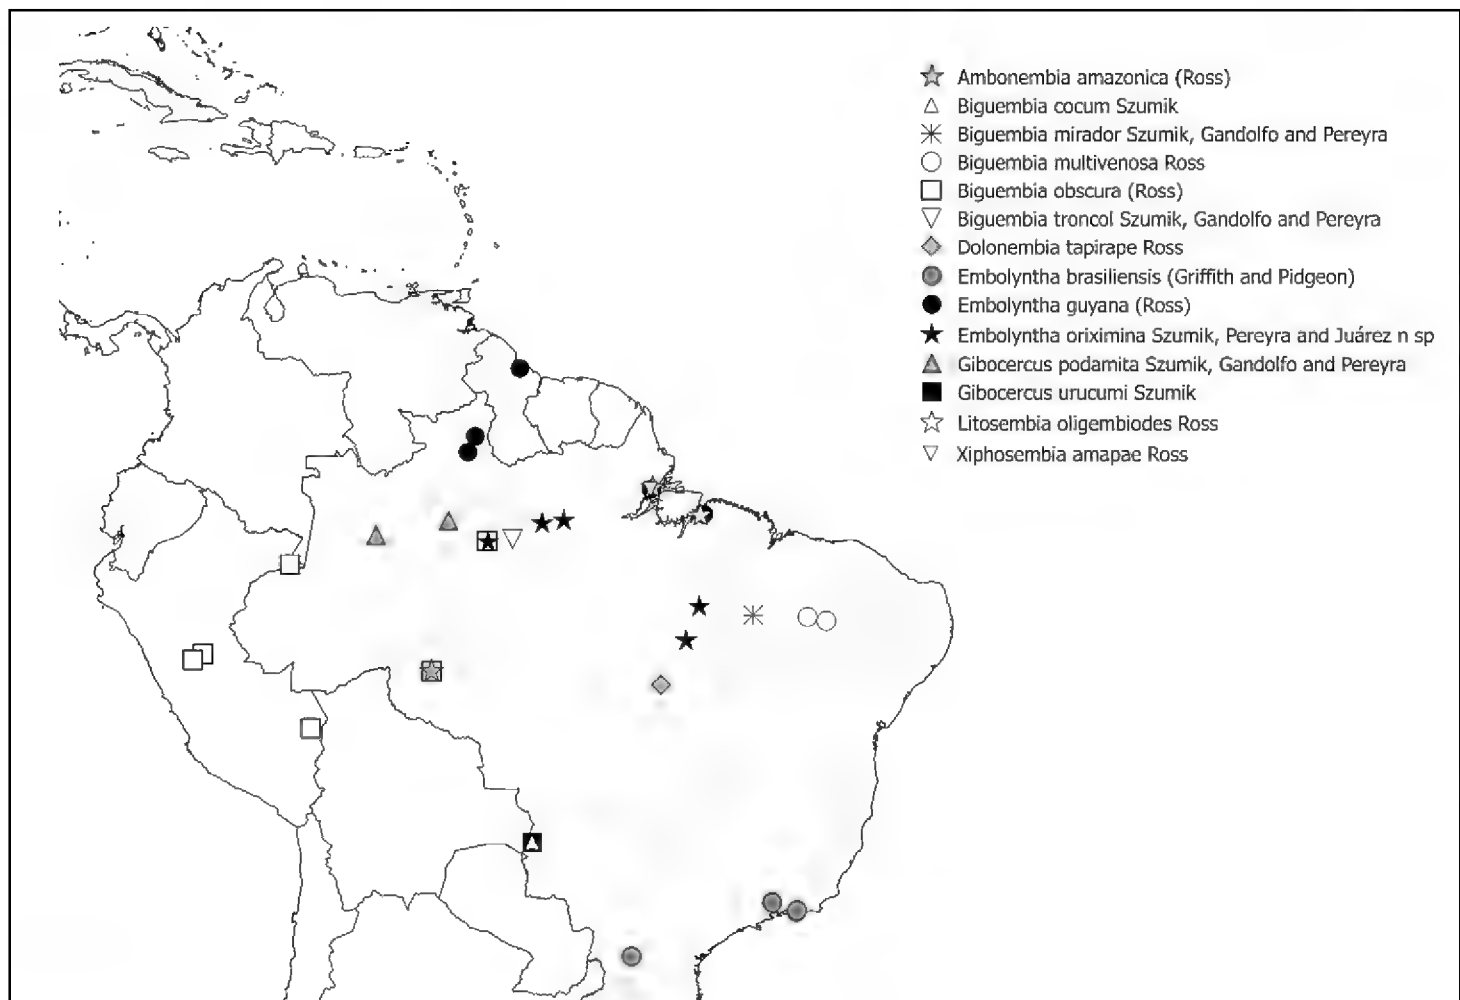 Ambonembia amazonica (Ross)
Biguembia cocum Szumik
Biguembia mirador Szumik, Gandolfo and Pereyra
Biguembia multivenosa Ross
Biguembia obscura (Ross)
Biguembia troncol Szumik, Gandolfo and Pereyra
Dolonembia tapirape Ross
Embolyntha brasiliensis (Griffith and Pidgeon)
Embolyntha guyana (Ross)
Embolyntha oriximina Szumik, Pereyra and Juárez n sp
Gibocercus podamita Szumik, Gandolfo and Pereyra
Gibocercus urucumi Szumik
Litosembia oligembiodes Ross
Xiphosembia amapae Ross